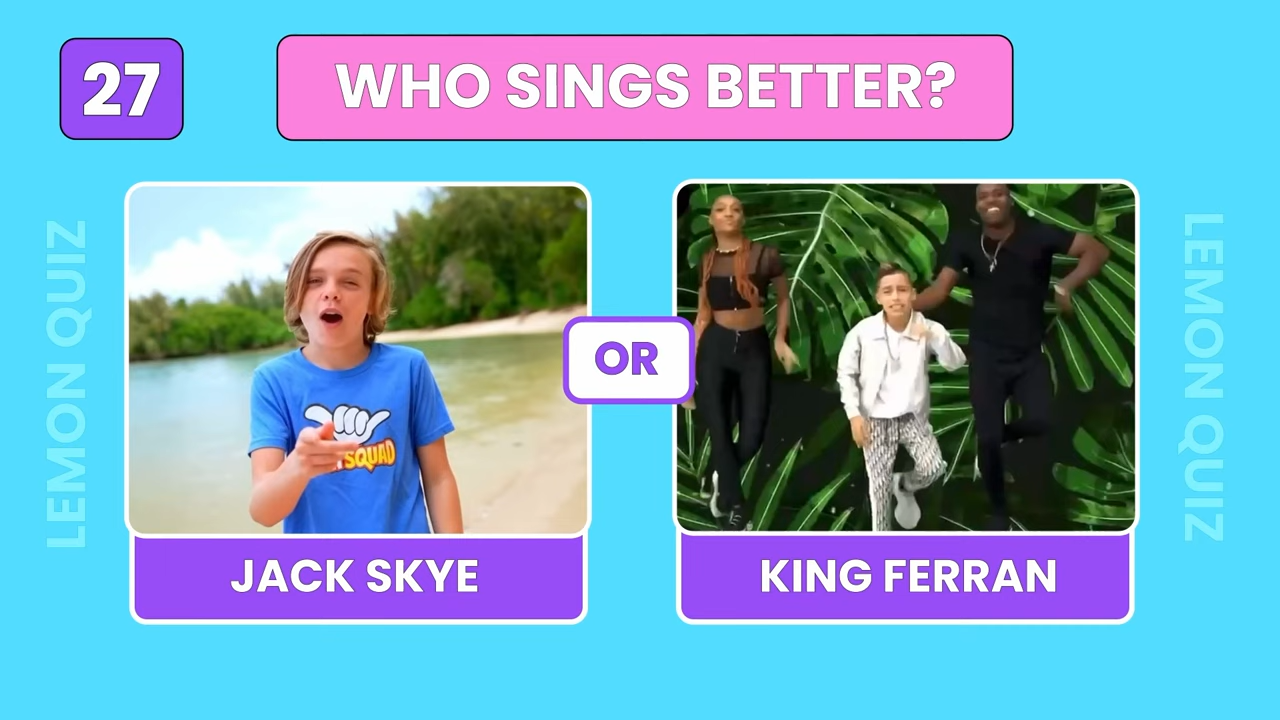 27
WHO SINGS BETTER?
LEMON QUIZ
SQUAD
OR
LEMON QUIZ
JACK SKYE
KING FERRAN